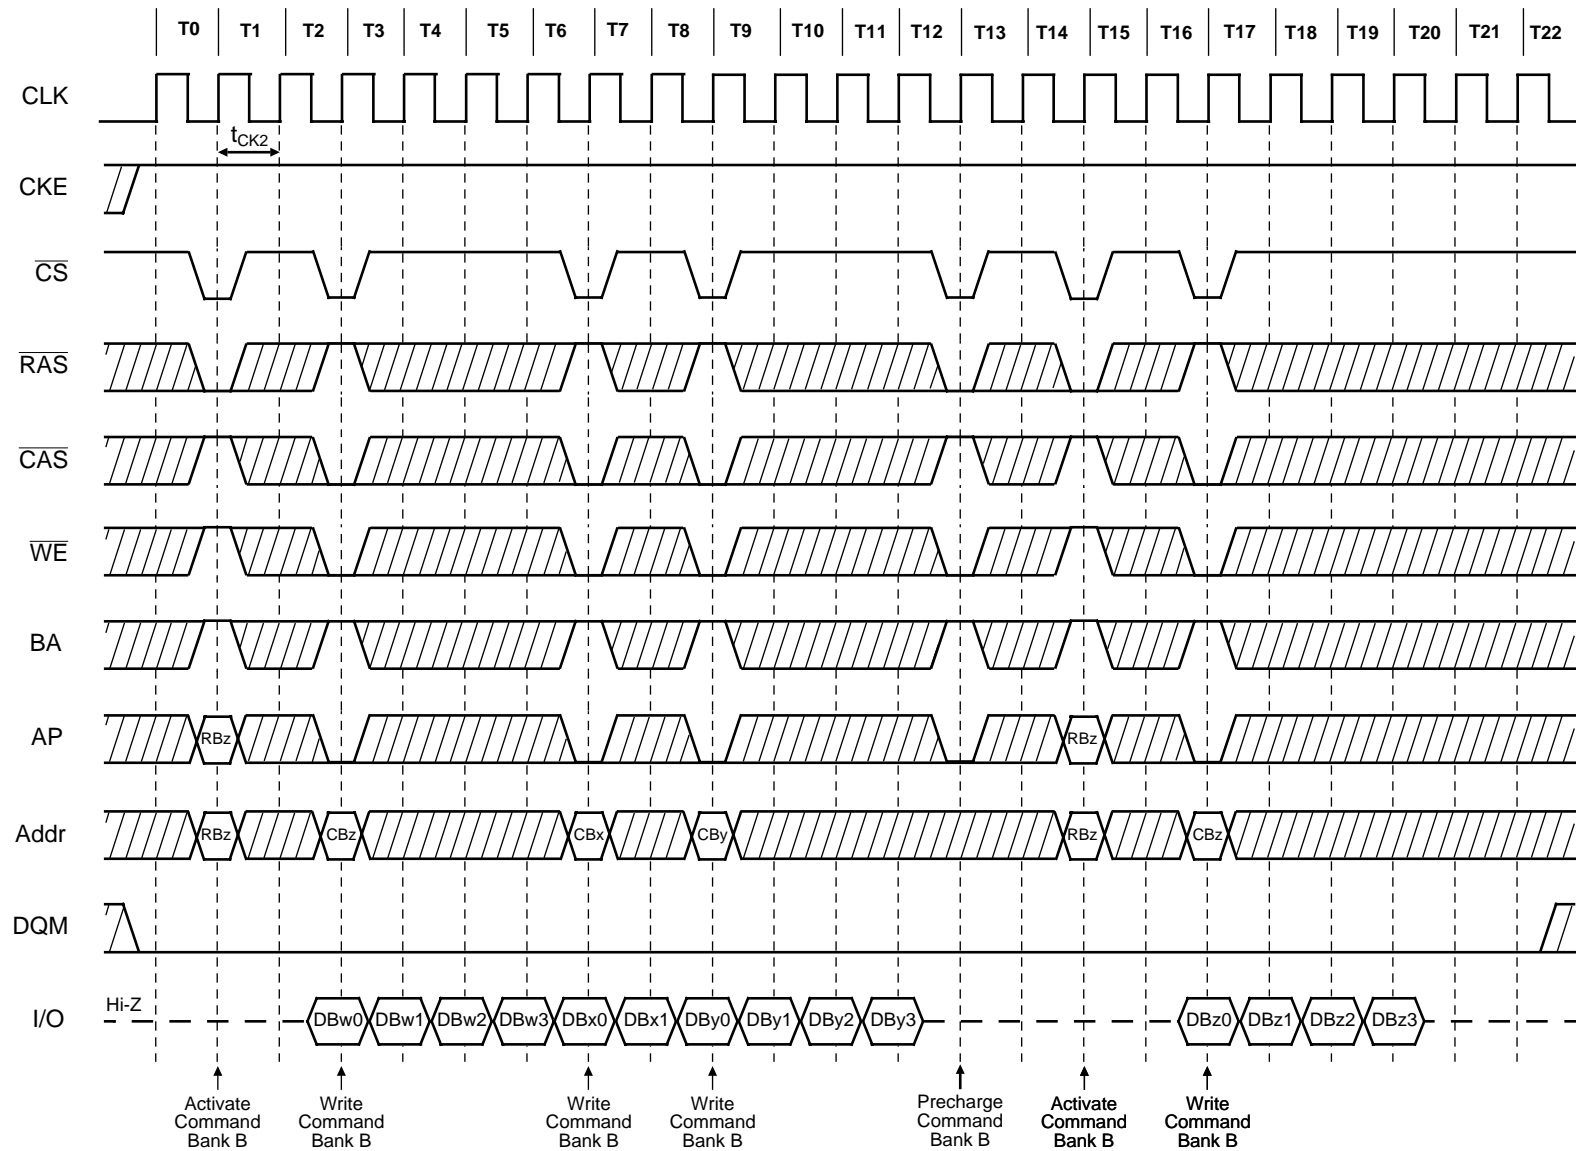 T0 T1 T2 T3 T4 T5 T6 T7 T8 T9 T10 T11 T12 T13 T14 T15 T16 T17 T18 T19 T20 T21 T22
CLK
tCK2
CKE
CS
RAS
CAS
WE
BA
AP RBz RBz
Addr RBz CBz CBx CBy RBz CBz
DQM
Hi-Z
I/O DBw0 DBw1 DBw2 DBw3 DBx0 DBx1 DBy0 DBy1 DBy2 DBy3 DBz0 DBz1 DBz2 DBz3
Activate
Command
Bank B
Write
Command
Bank B
Write
Command
Bank B
Write
Command
Bank B
Precharge
Command
Bank B
Activate
Command
Bank B
Write
Command
Bank B